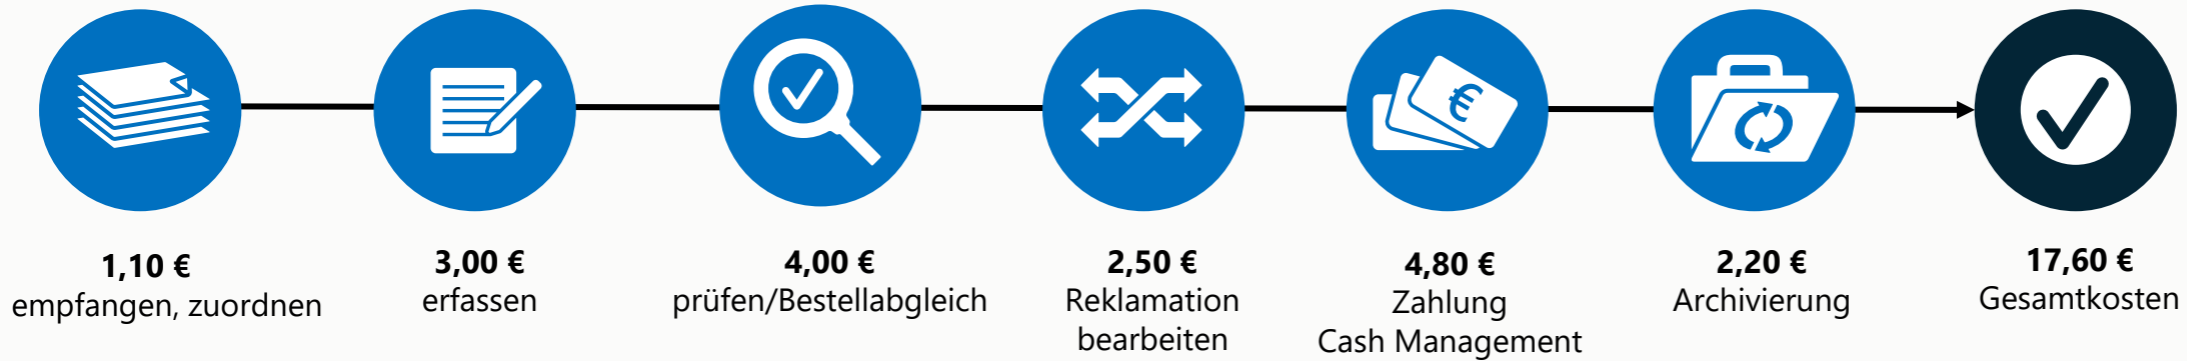 1,10 €
empfangen, zuordnen
3,00 €
erfassen
4,00 €
prüfen/Bestellabgleich
2,50 €
Reklamation
bearbeiten
€
4,80 €
Zahlung
Cash Management
2,20 €
Archivierung
17,60 €
Gesamtkosten